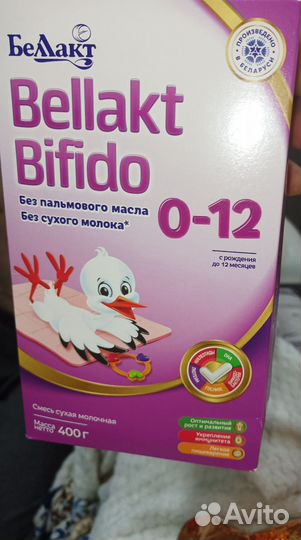 БеЛЛАКТ
ПРОИЗВЕДЕНО
В БЕЛАРУСИ
Bellakt
Bifido
Без пальмового масла
Без сухого молока*
0-12
с рождения
до 12 месяцев
Смесь сухая молочная
Масса
нетто 400 г
Оптимальный
рост и развитие
Укрепление
иммунитета
Легкое
пищеварение
Avito